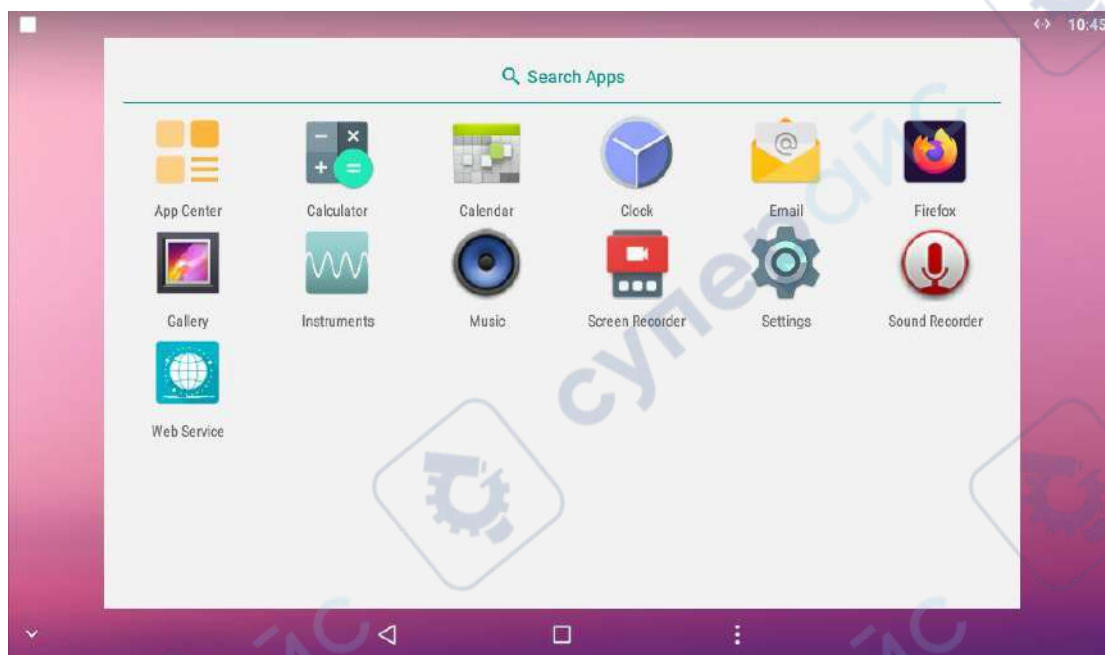 10:45
Search Apps
App Center
Calculator
Calendar
Clock
Email
Firefox
Gallery
Instruments
Music
Screen Recorder
Settings
Sound Recorder
Web Service
суперайс